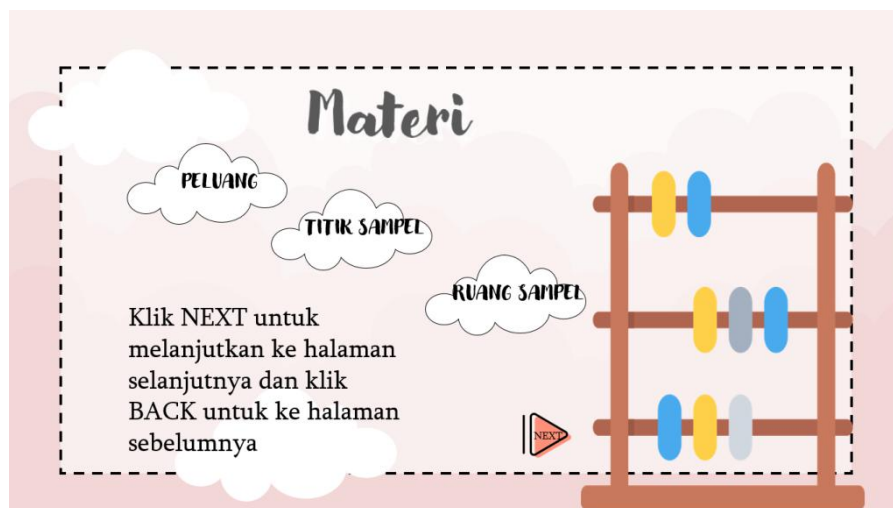 Materi
PELUANG
TITIK SAMPEL
RUANG SAMPEL
Klik NEXT untuk
melanjutkan ke halaman
selanjutnya dan klik
BACK untuk ke halaman
sebelumnya
NEXT